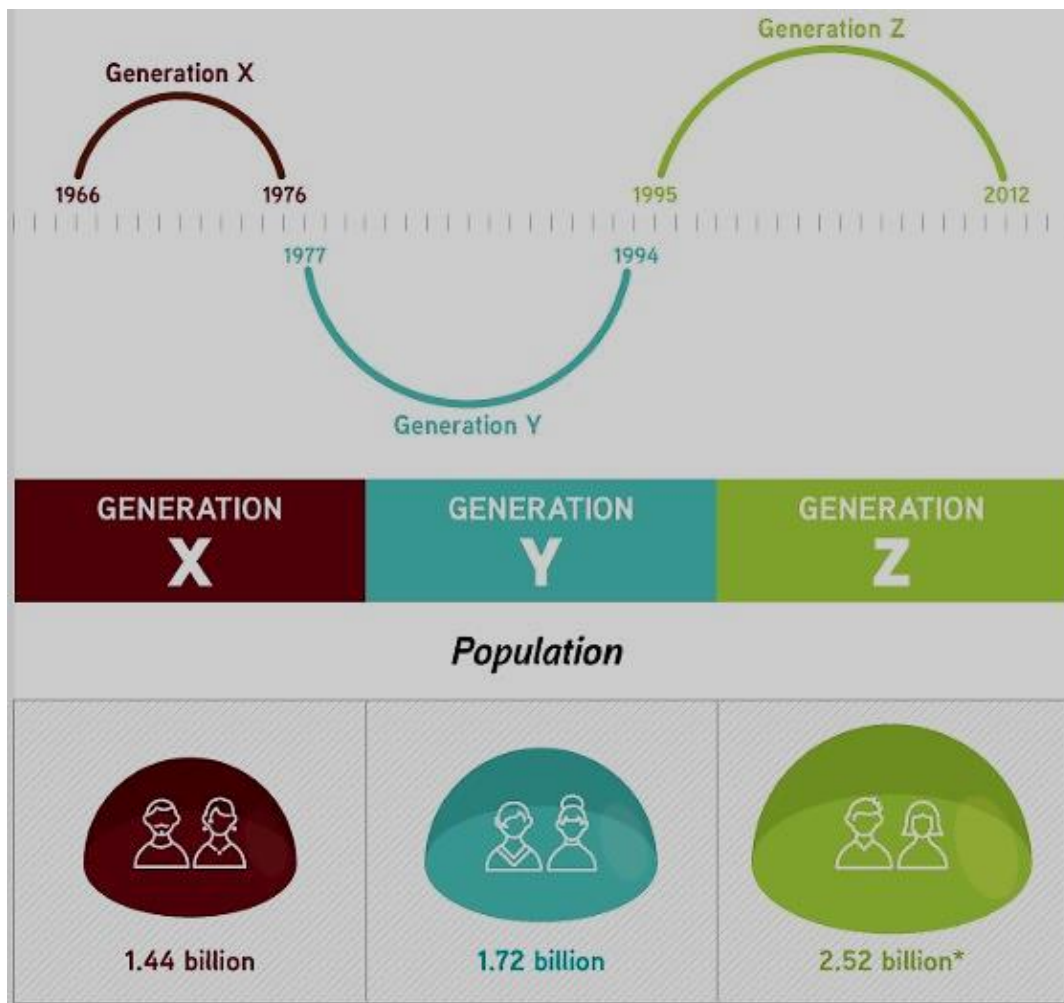 Generation Z
Generation X
1966
1976
1995
2012
1977
1994
Generation Y
GENERATION
X
GENERATION
Y
GENERATION
Z
Population
1.44 billion
1.72 billion
2.52 billion*